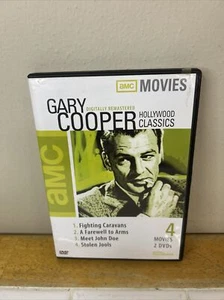 amc MOVIES
GARY
DIGITALLY REMASTERED
HOLLYWOOD
COOPER CLASSICS
amc
1. Fighting Caravans
2. A Farewell to Arms
3. Meet John Doe
4. Stolen Jools
4
MOVIES
2 DVDs
DVD